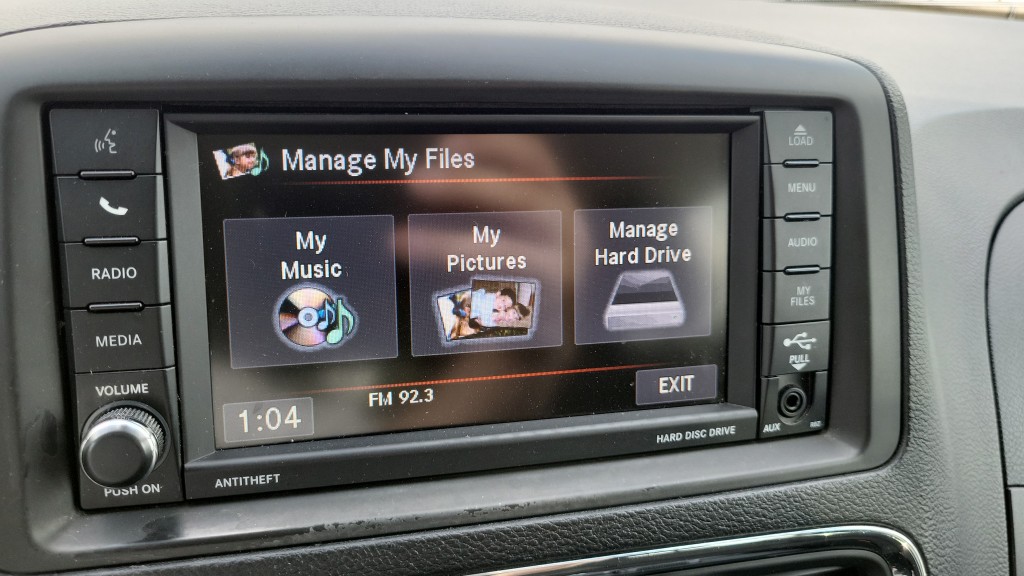 LOAD
Manage My Files
MENU
My
Music
My
Pictures
Manage
Hard Drive
AUDIO
RADIO
MY
FILES
MEDIA
PULL
VOLUME
FM 92.3
EXIT
1:04
AUX
HARD DISC DRIVE
ANTITHEFT
PUSH ON